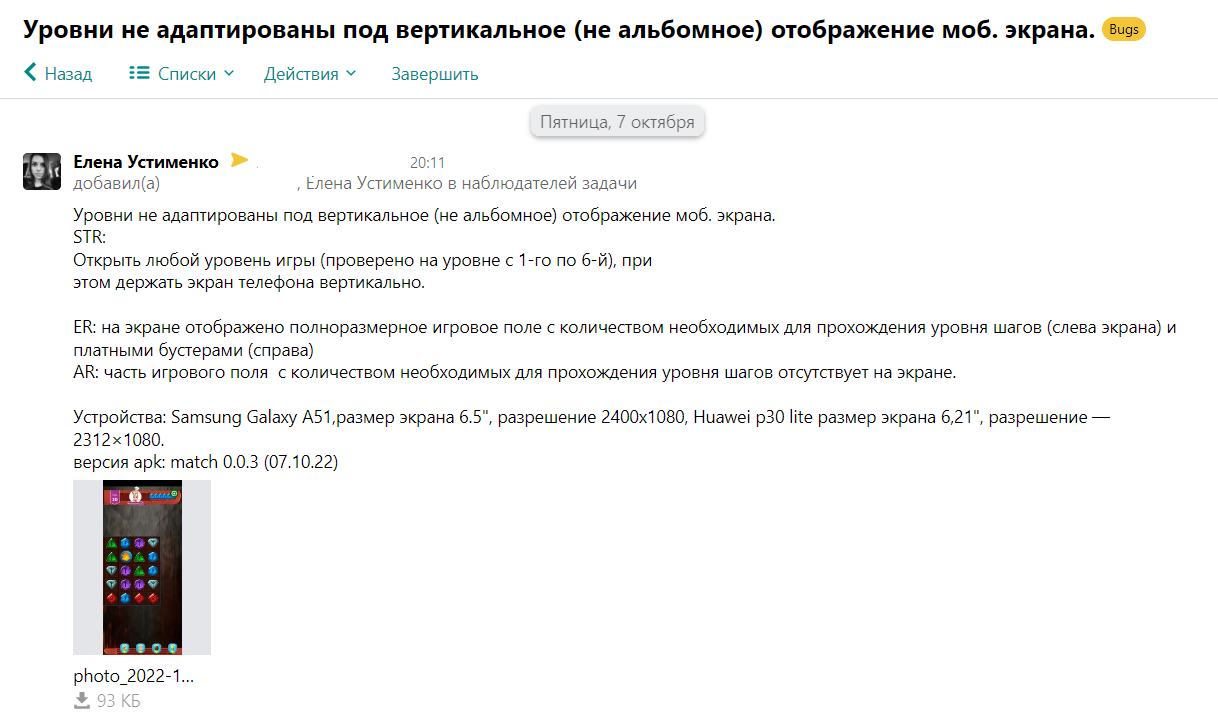 Уровни не адаптированы под вертикальное (не альбомное) отображение моб. экрана. Bugs
Назад Списки Действия Завершить
Пятница, 7 октября
Елена Устименко 20:11
добавил(а) , Елена Устименко в наблюдателей задачи
Уровни не адаптированы под вертикальное (не альбомное) отображение моб. экрана.
STR:
Открыть любой уровень игры (проверено на уровне с 1-го по 6-й), при
этом держать экран телефона вертикально.
ER: на экране отображено полноразмерное игровое поле с количеством необходимых для прохождения уровня шагов (слева экрана) и
платными бустерами (справа)
AR: часть игрового поля  с количеством необходимых для прохождения уровня шагов отсутствует на экране.
Устройства: Samsung Galaxy A51,размер экрана 6.5", разрешение 2400x1080, Huawei p30 lite размер экрана 6,21", разрешение —
2312×1080.
версия apk: match 0.0.3 (07.10.22)
photo_2022-1...
93 КБ